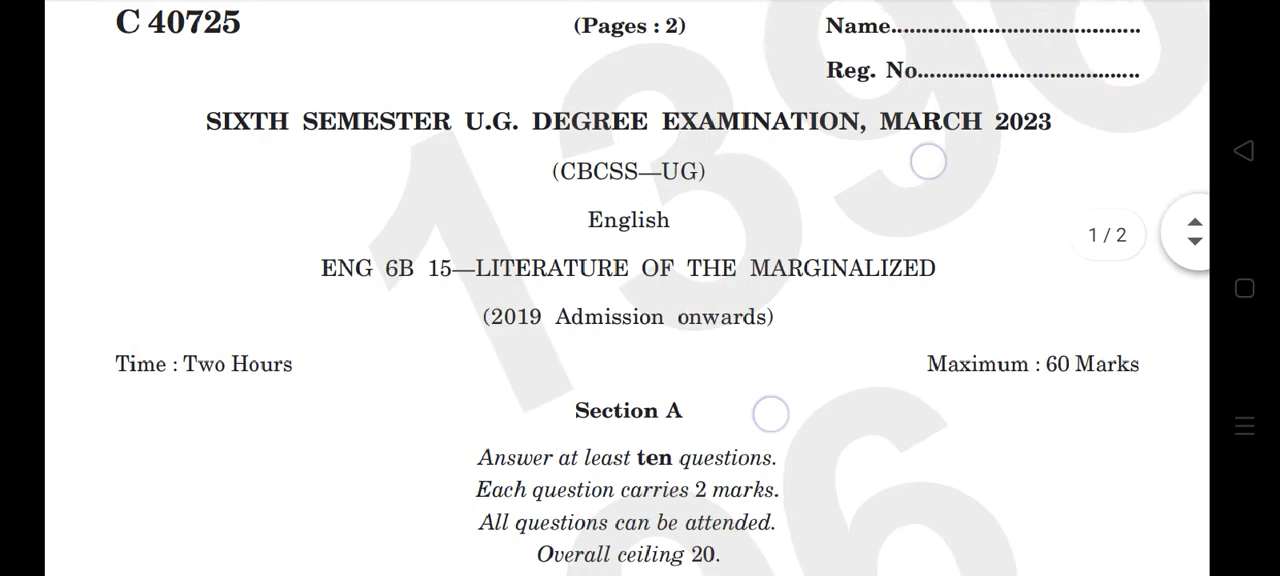 C 40725 (Pages : 2) Name..........................................
Reg. No.....................................
SIXTH SEMESTER U.G. DEGREE EXAMINATION, MARCH 2023
(CBCSS—UG)
English
1 / 2
ENG 6B 15—LITERATURE OF THE MARGINALIZED
(2019 Admission onwards)
Time : Two Hours Maximum : 60 Marks
Section A
Answer at least ten questions.
Each question carries 2 marks.
All questions can be attended.
Overall ceiling 20.